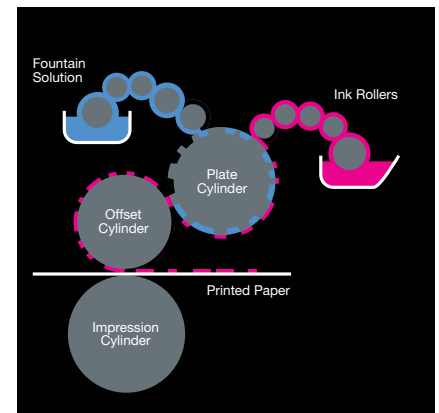 Fountain
Solution
Ink Rollers
Plate
Cylinder
Offset
Cylinder
Printed Paper
Impression
Cylinder